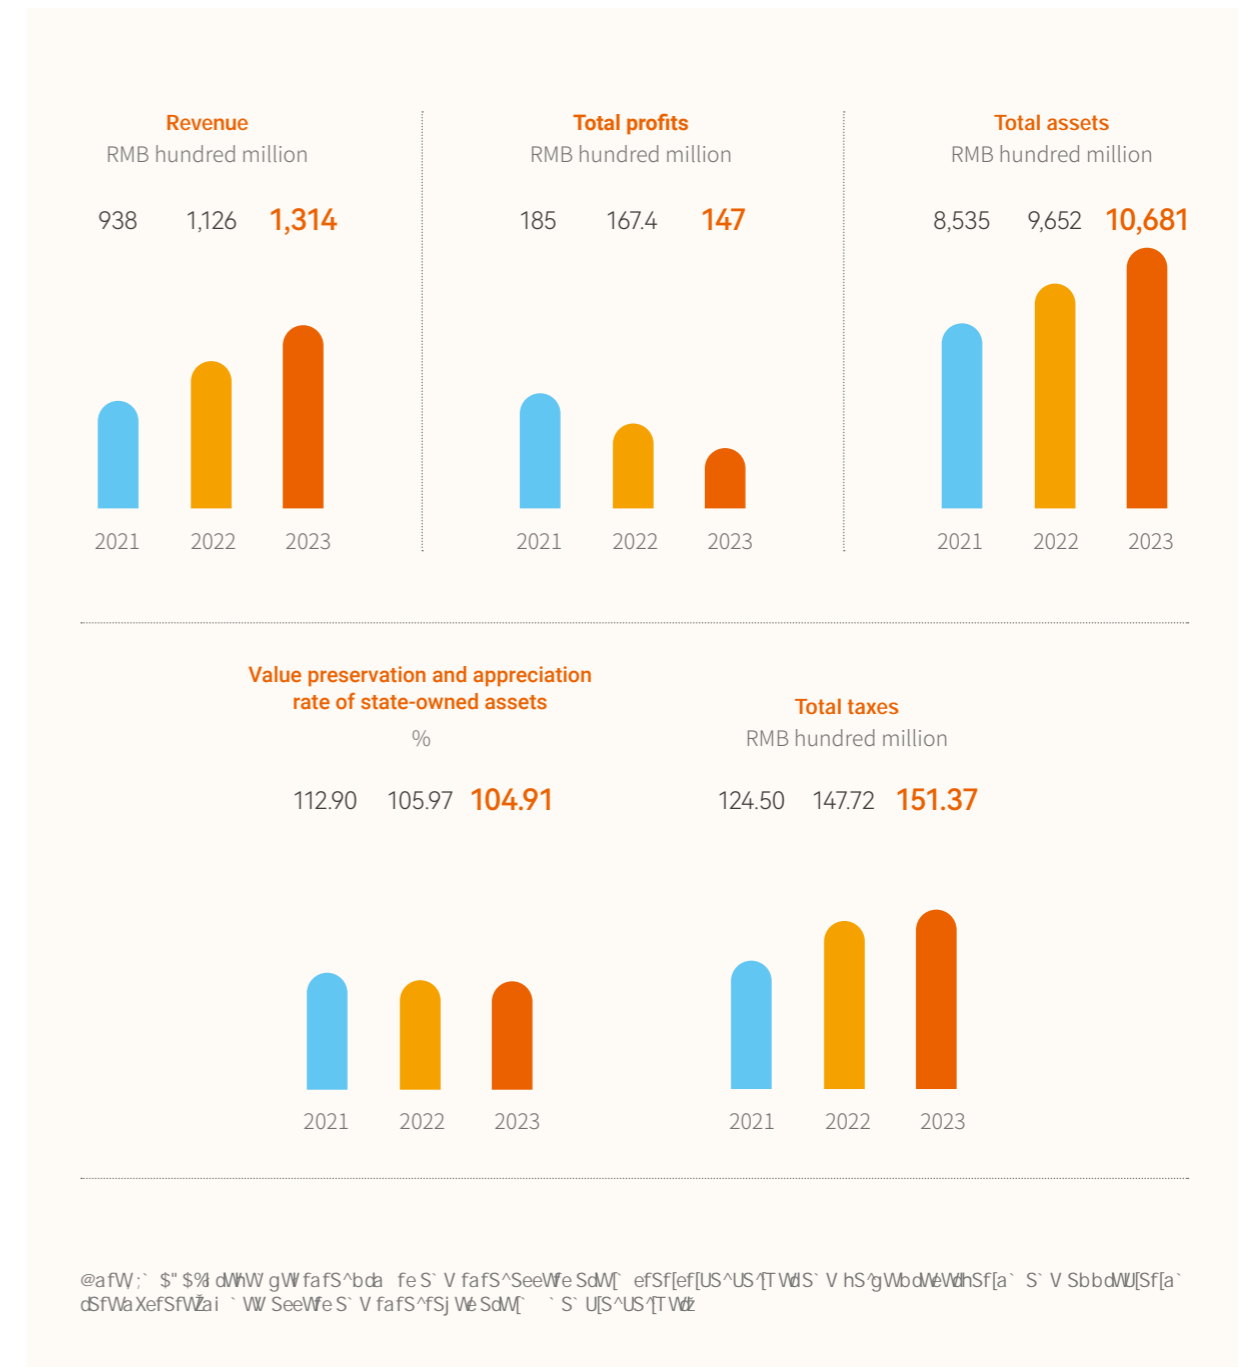 Revenue
RMB hundred million
938 1,126 1,314
2021 2022 2023
Total profits
RMB hundred million
185 167.4 147
2021 2022 2023
Total assets
RMB hundred million
8,535 9,652 10,681
2021 2022 2023
Value preservation and appreciation
rate of state-owned assets
%
112.90 105.97 104.91
2021 2022 2023
Total taxes
RMB hundred million
124.50 147.72 151.37
2021 2022 2023